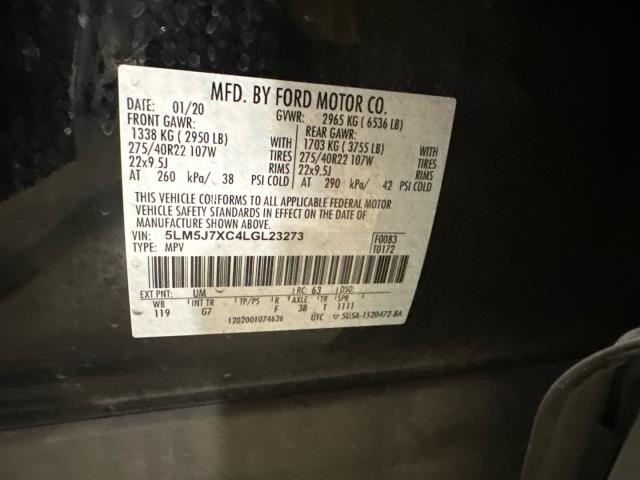 MFD. BY FORD MOTOR CO.
DATE: 01/20 GVWR: 2965 KG ( 6536 LB)
FRONT GAWR: REAR GAWR:
1338 KG ( 2950 LB) WITH 1703 KG ( 3755 LB) WITH
275/40R22 107W TIRES 275/40R22 107W TIRES
22x9.5J RIMS 22x9.5J RIMS
AT 260 kPa/ 38 PSI COLD AT 290 kPa/ 42 PSI COLD
THIS VEHICLE CONFORMS TO ALL APPLICABLE FEDERAL MOTOR
VEHICLE SAFETY STANDARDS IN EFFECT ON THE DATE OF
MANUFACTURE SHOWN ABOVE.
VIN: 5LM5J7XC4LGL23273 F0083
TYPE: MPV T0172
EXT PNT: UM RC: 63 DSO:
WB INT TR TP/PS R AXLE TR SPR
119 G7 F 3B T 1111
1202001074626 UTC ▽ 5U5A-1520472-BA